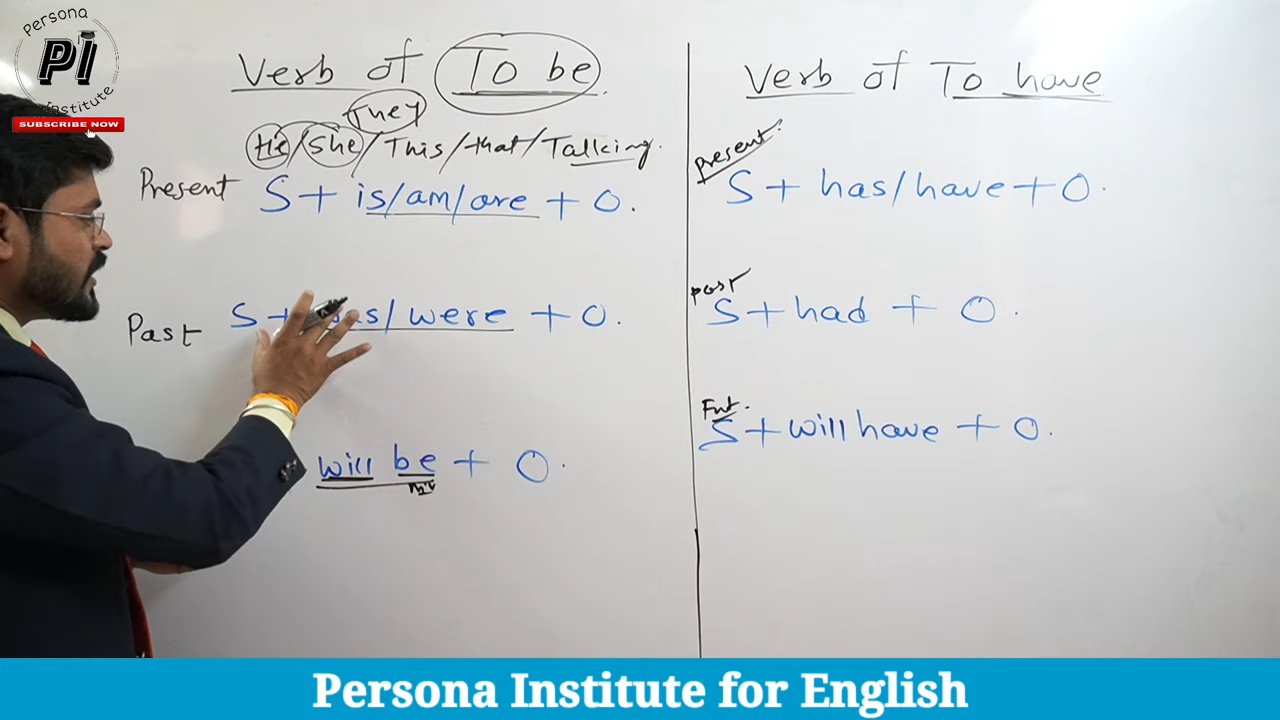 Persona
PI
Institute
SUBSCRIBE NOW
Verb of To be.
They
He/She/This/that/Talking.
Present S + is/am/are + O.
Past S + /were + O.
will be + O.
Verb of To have
Present:
S + has/have + O.
past
S + had + O.
Fut.
S + will have + O.
Persona Institute for English